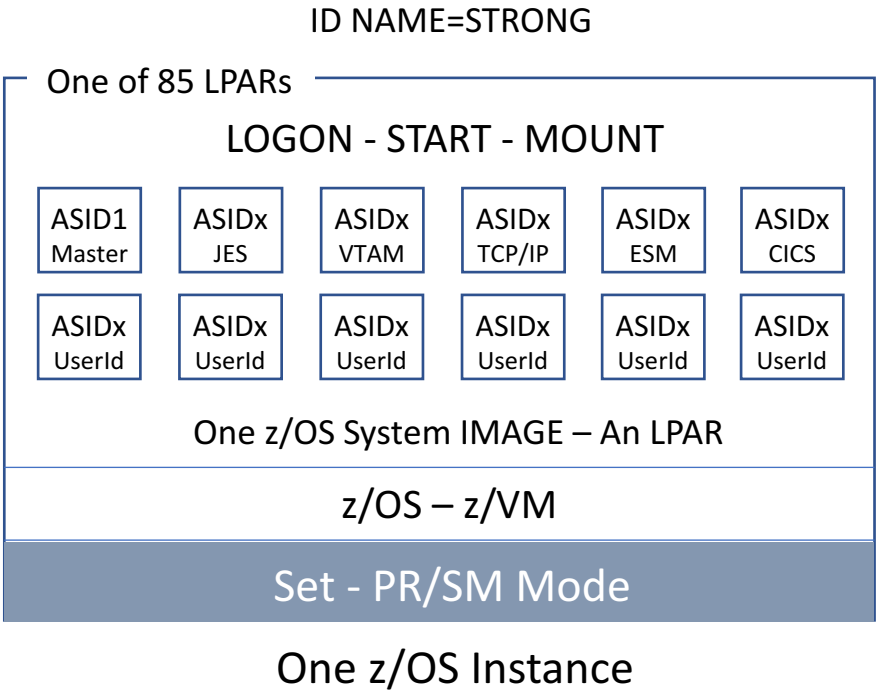 ID NAME=STRONG
One of 85 LPARs
LOGON - START - MOUNT
ASID1 ASIDx ASIDx ASIDx ASIDx ASIDx
Master JES VTAM TCP/IP ESM CICS
ASIDx ASIDx ASIDx ASIDx ASIDx ASIDx
UserId UserId UserId UserId UserId UserId
One z/OS System IMAGE – An LPAR
z/OS – z/VM
Set - PR/SM Mode
One z/OS Instance